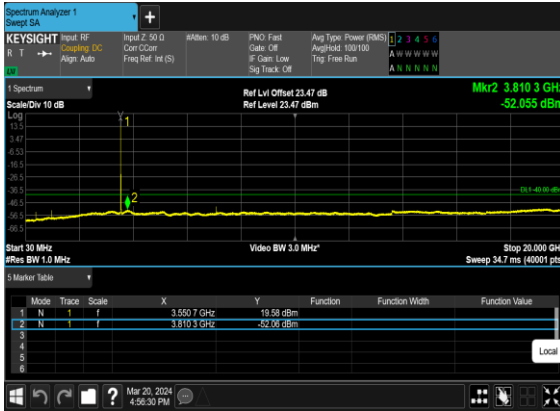 Spectrum Analyzer 1
Swept SA
+
KEYSIGHT
R T
LXI
Input: RF
Coupling: DC
Align: Auto
Input Z: 50 Ω
Corr CCorr
Freq Ref: Int (S)
#Atten: 10 dB
PNO: Fast
Gate: Off
IF Gain: Low
Sig Track: Off
Avg Type: Power (RMS)
Avg|Hold: 100/100
Trig: Free Run
1 2 3 4 5 6
A W W W W W
A N N N N N
1 Spectrum
Scale/Div 10 dB
Ref Lvl Offset 23.47 dB
Ref Level 23.47 dBm
Mkr2 3.810 3 GHz
-52.055 dBm
Log
13.5
3.47
-6.53
-16.5
-26.5
-36.5
-46.5
-56.5
-66.5
1
2
DL1 -40.00 dBm
Start 30 MHz
#Res BW 1.0 MHz
Video BW 3.0 MHz*
Stop 20.000 GH
Sweep 34.7 ms (40001 pts
5 Marker Table
Mode Trace Scale X Y Function Function Width Function Value
1 N 1 f 3.550 7 GHz 19.58 dBm
2 N 1 f 3.810 3 GHz -52.06 dBm
3
4
5
6
Local
?
Mar 20, 2024
4:56:30 PM